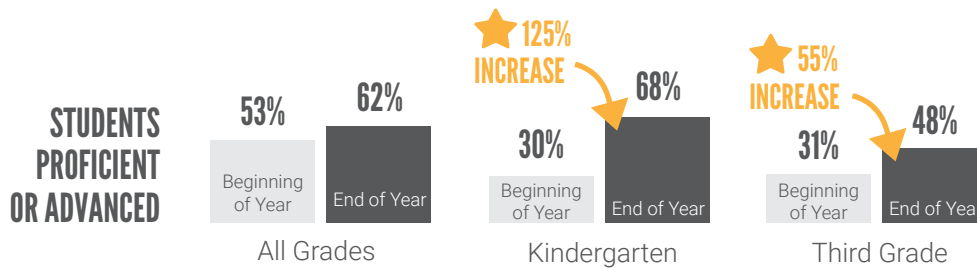 STUDENTS
PROFICIENT
OR ADVANCED
53%
Beginning
of Year
62%
End of Year
All Grades
125%
INCREASE
30%
Beginning
of Year
68%
End of Year
Kindergarten
55%
INCREASE
31%
Beginning
of Year
48%
End of Year
Third Grade